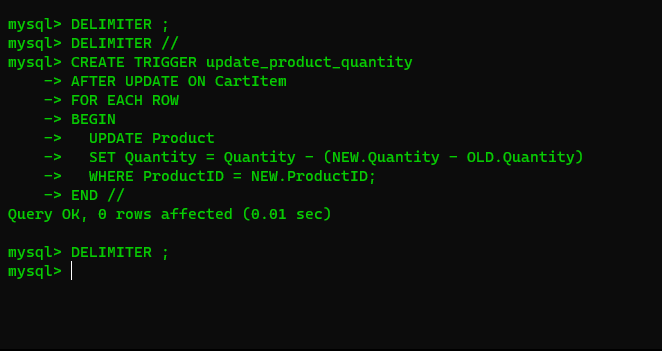 mysql> DELIMITER ;
mysql> DELIMITER //
mysql> CREATE TRIGGER update_product_quantity
    -> AFTER UPDATE ON CartItem
    -> FOR EACH ROW
    -> BEGIN
    ->   UPDATE Product
    ->   SET Quantity = Quantity - (NEW.Quantity - OLD.Quantity)
    ->   WHERE ProductID = NEW.ProductID;
    -> END //
Query OK, 0 rows affected (0.01 sec)

mysql> DELIMITER ;
mysql>